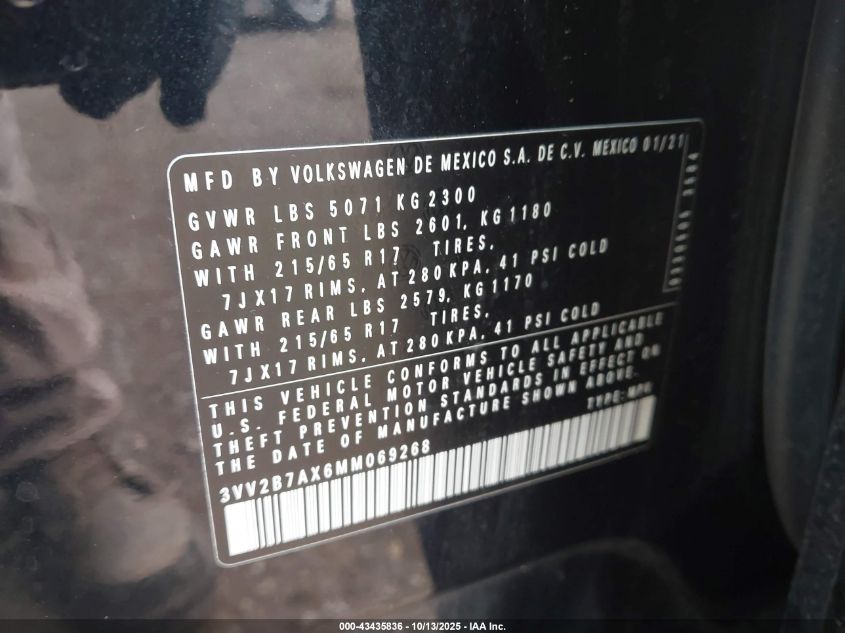 MFD BY VOLKSWAGEN DE MEXICO S.A. DE C.V. MEXICO 01/21
GVWR LBS 5071 KG 2300
GAWR FRONT LBS 2601, KG 1180
WITH 215/65 R17 TIRES,
7JX17 RIMS, AT 280 KPA, 41 PSI COLD
GAWR REAR LBS 2579, KG 1170
WITH 215/65 R17 TIRES,
7JX17 RIMS, AT 280 KPA, 41 PSI COLD
THIS VEHICLE CONFORMS TO ALL APPLICABLE
U.S. FEDERAL MOTOR VEHICLE SAFETY AND
THEFT PREVENTION STANDARDS IN EFFECT ON
THE DATE OF MANUFACTURE SHOWN ABOVE.
3VV2B7AX6MM069268 TYPE: MPV
000-43435836 - 10/13/2025 - IAA Inc.